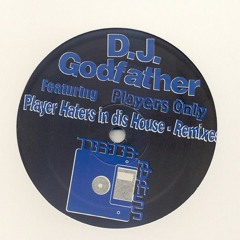 D.J.
Godfather
Featuring Players Only
Player Haters In dis House - Remixes